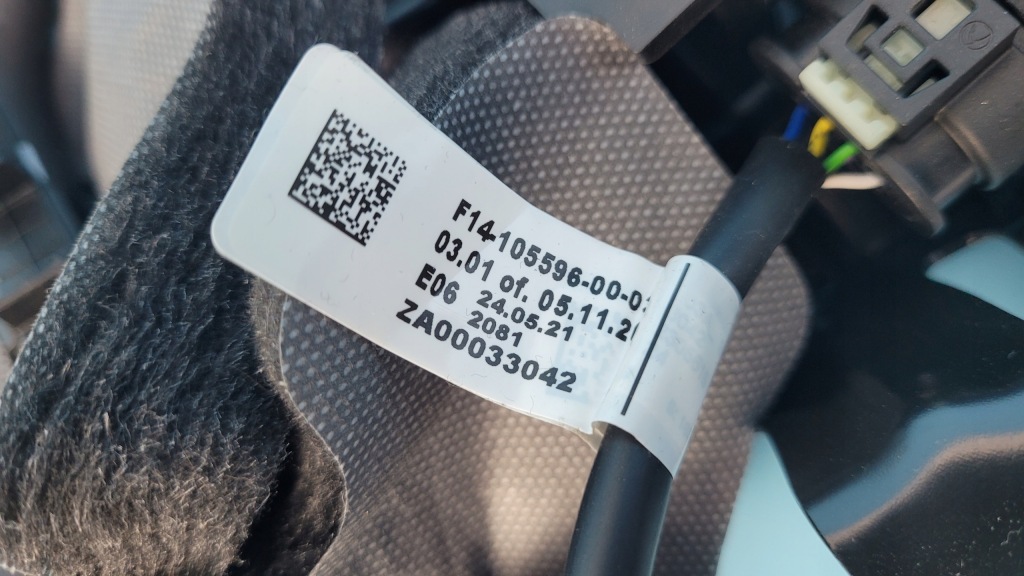 F14-105596-00-0
03.01 of. 05.11.2
E06 24.05.21
2081
ZA00033042